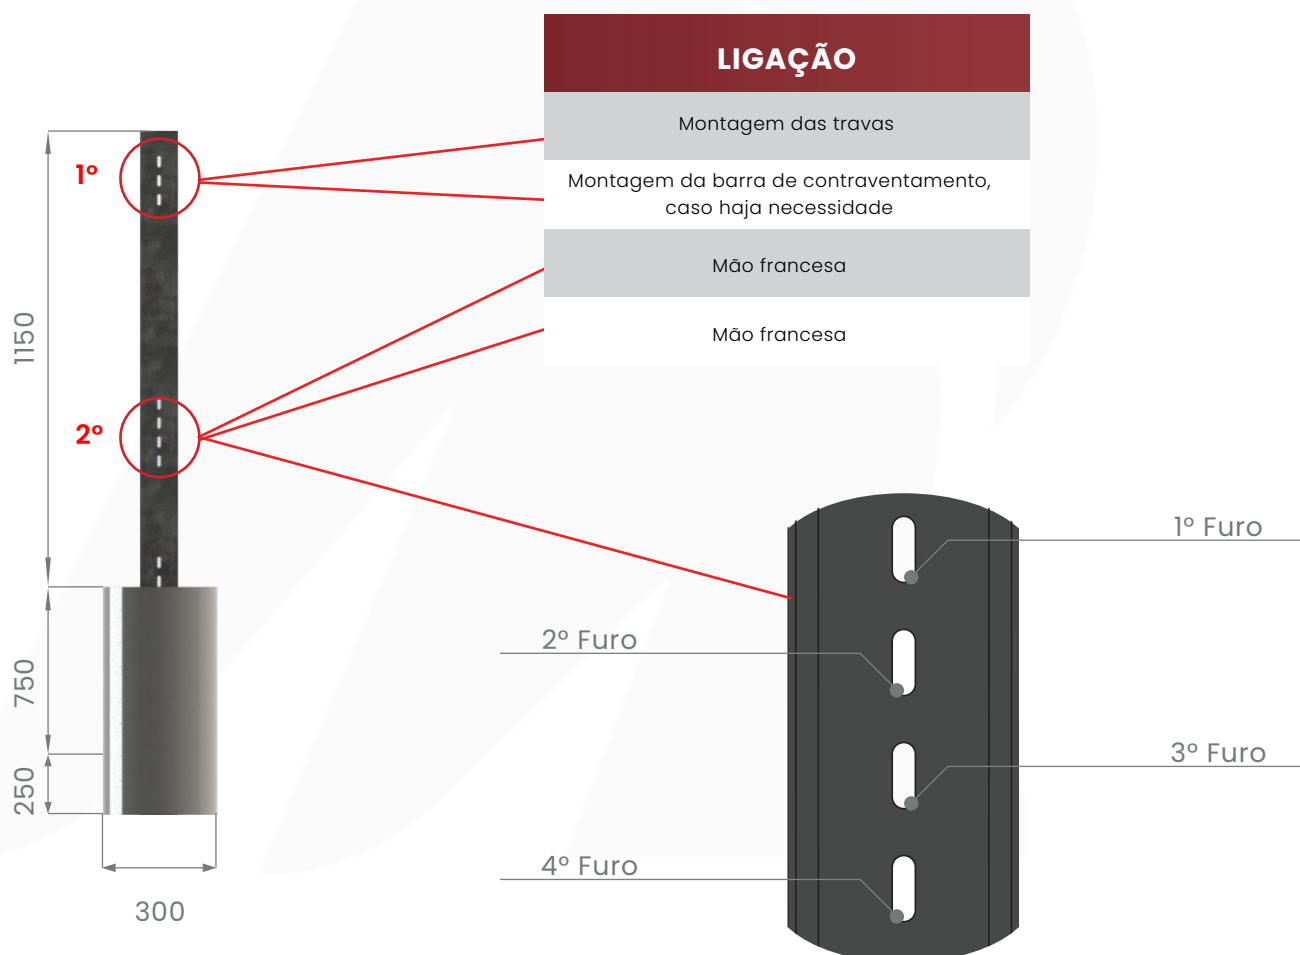 LIGAÇÃO
Montagem das travas
Montagem da barra de contraventamento,
caso haja necessidade
Mão francesa
Mão francesa
1º
2º
1150
750
250
300
1º Furo
2º Furo
3º Furo
4º Furo